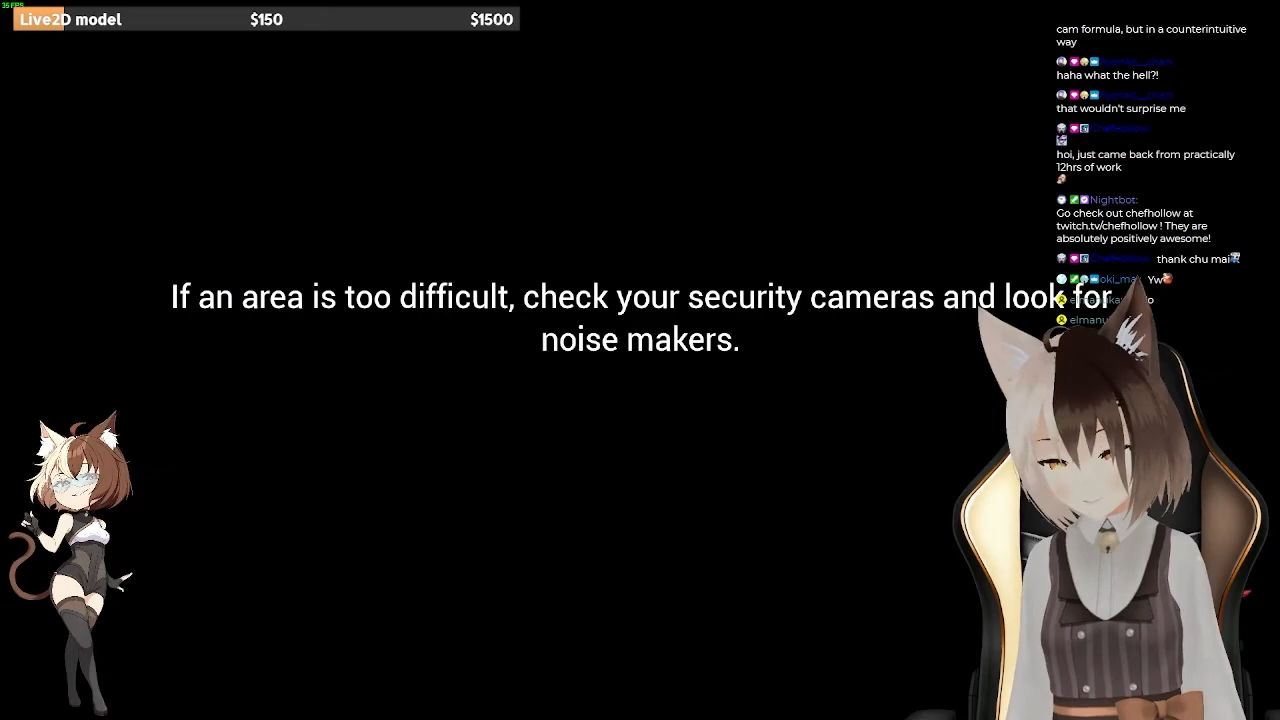 35 FPS
Live2D model $150 $1500
cam formula, but in a counterintuitive
way
haha what the hell?!
that wouldn't surprise me
hoi, just came back from practically
12hrs of work
Nightbot:
Go check out chefhollow at
twitch.tv/chefhollow ! They are
absolutely positively awesome!
thank chu mai
Yw
If an area is too difficult, check your security cameras and look for
noise makers.